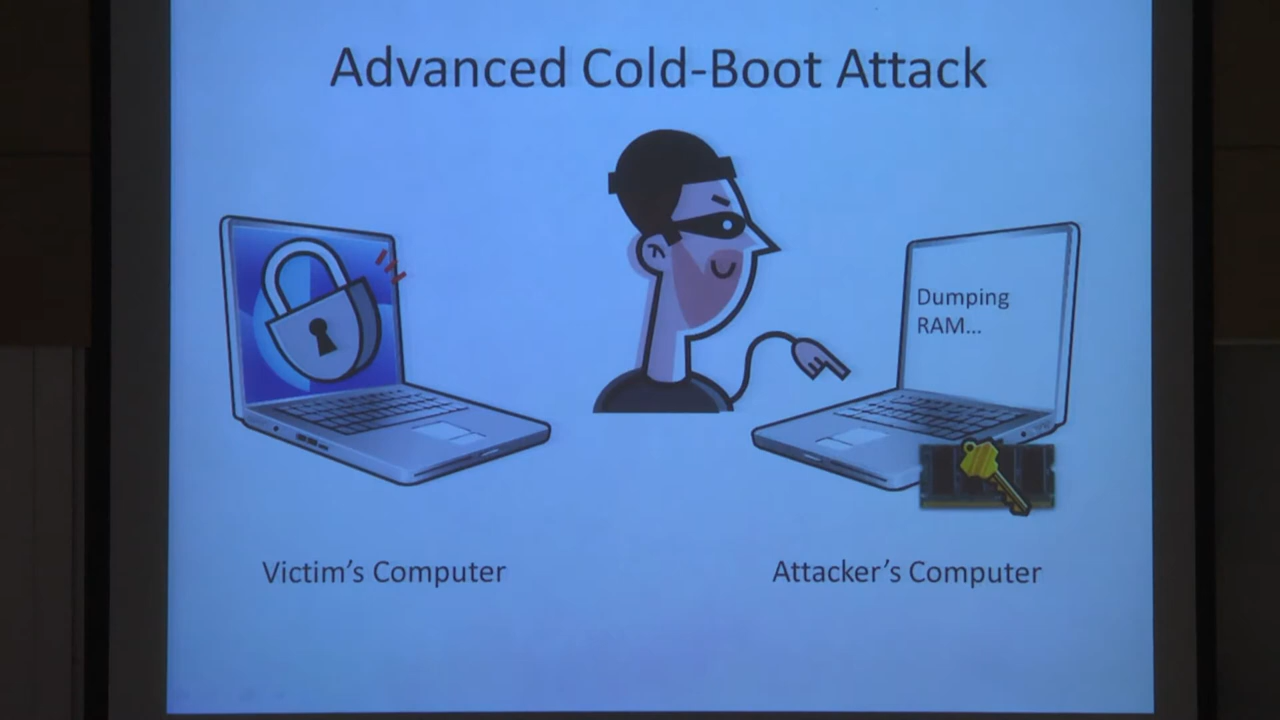 Advanced Cold-Boot Attack
Dumping
RAM...
Victim's Computer
Attacker's Computer